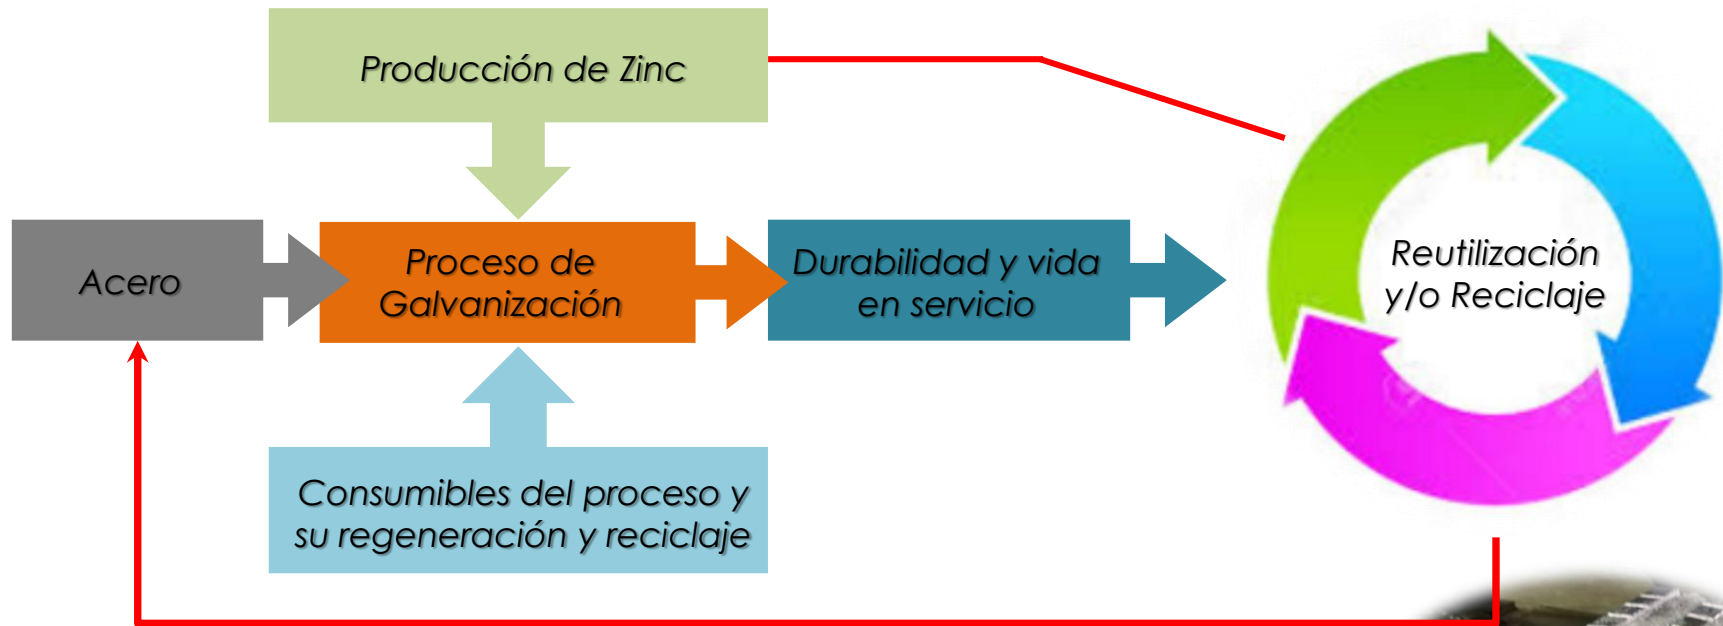 Producción de Zinc
Acero
Proceso de
Galvanización
Durabilidad y vida
en servicio
Reutilización
y/o Reciclaje
Consumibles del proceso y
su regeneración y reciclaje